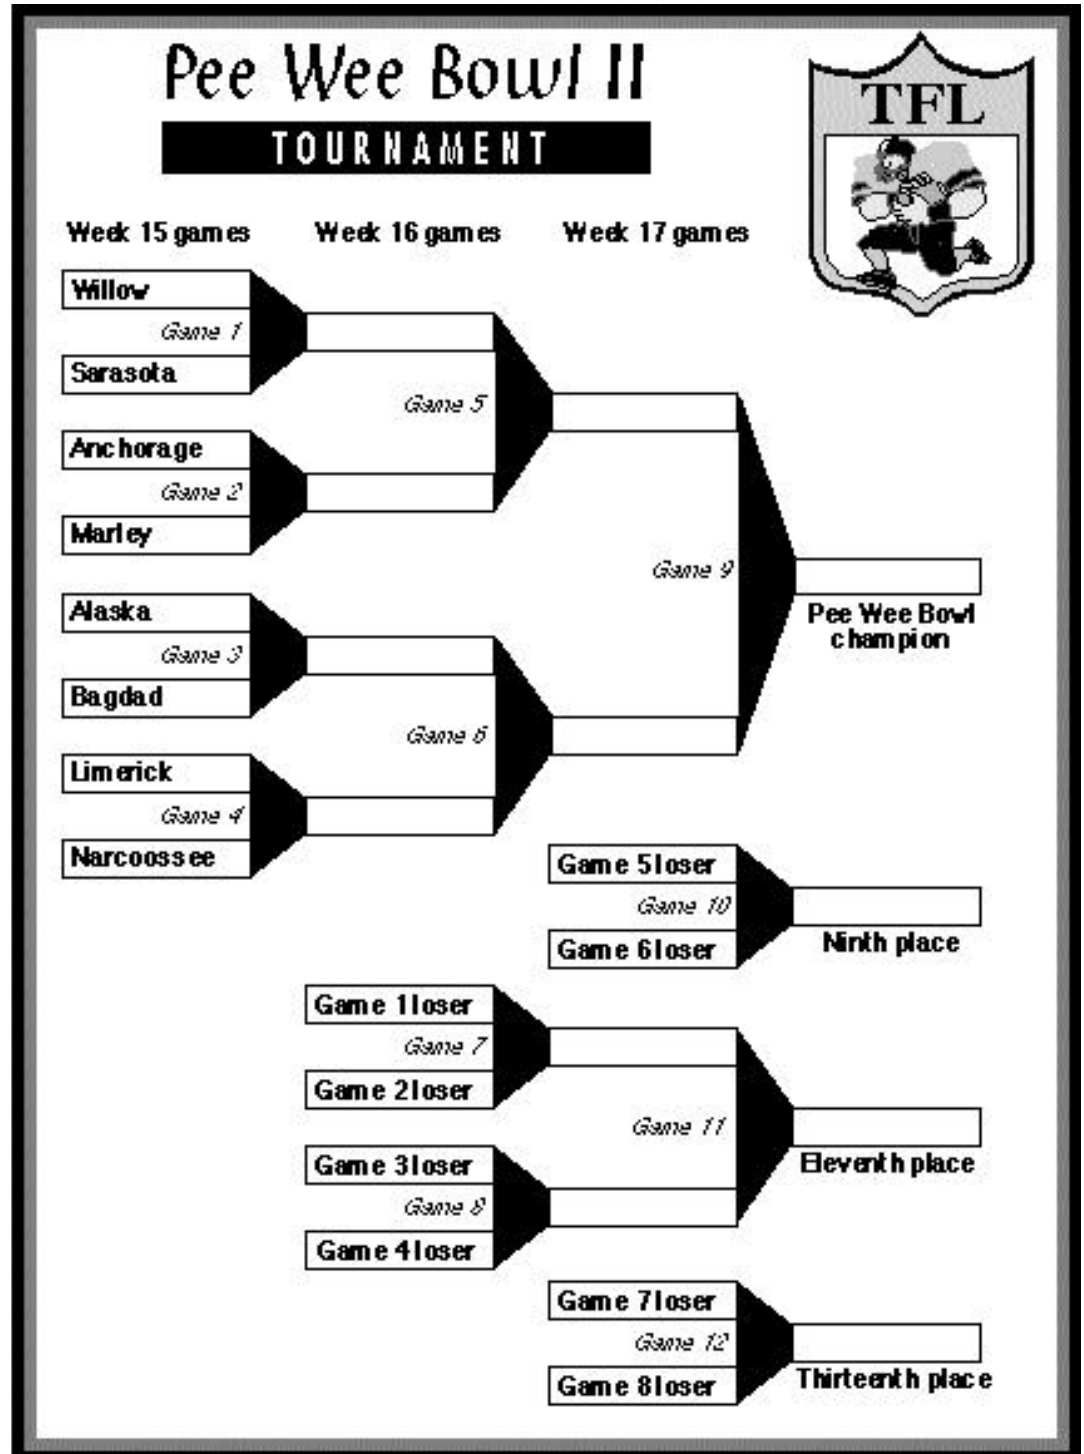 Pee Wee Bowl II
TOURNAMENT
TFL
Week 15 games
Week 16 games
Week 17 games
Willow
Game 1
Sarasota
Game 5
Anchorage
Game 2
Marley
Game 9
Pee Wee Bowl
champion
Alaska
Game 3
Bagdad
Game 6
Limerick
Game 4
Narcoossee
Game 5 loser
Game 10
Game 6 loser
Ninth place
Game 1 loser
Game 7
Game 2 loser
Game 11
Eleventh place
Game 3 loser
Game 8
Game 4 loser
Game 7 loser
Game 12
Game 8 loser
Thirteenth place